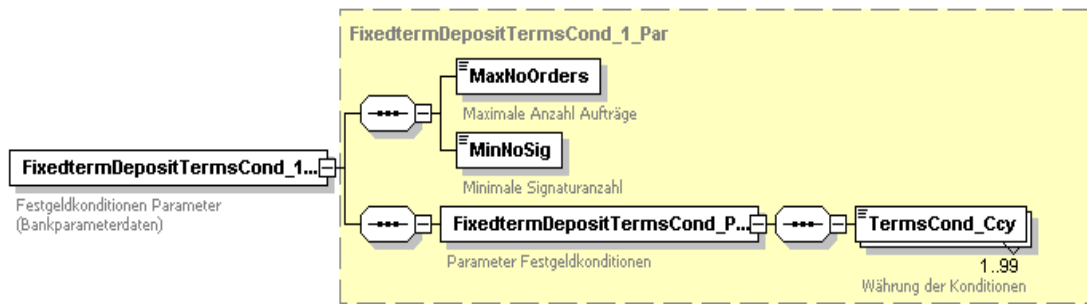 FixedtermDepositTermsCond_1_Par
MaxNoOrders
Maximale Anzahl Aufträge
MinNoSig
Minimale Signaturanzahl
FixedtermDepositTermsCond_1...
Festgeldkonditionen Parameter
(Bankparameterdaten)
FixedtermDepositTermsCond_P...
Parameter Festgeldkonditionen
TermsCond_Ccy
1..99
Währung der Konditionen